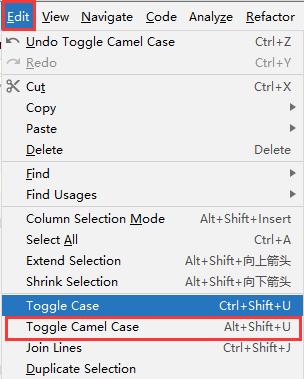 Edit View Navigate Code Analyze Refactor
Undo Toggle Camel Case Ctrl+Z
Redo Ctrl+Y
Cut Ctrl+X
Copy
Paste
Delete Delete
Find
Find Usages
Column Selection Mode Alt+Shift+Insert
Select All Ctrl+A
Extend Selection Alt+Shift+向上箭头
Shrink Selection Alt+Shift+向下箭头
Toggle Case Ctrl+Shift+U
Toggle Camel Case Alt+Shift+U
Join Lines Ctrl+Shift+J
Duplicate Selection